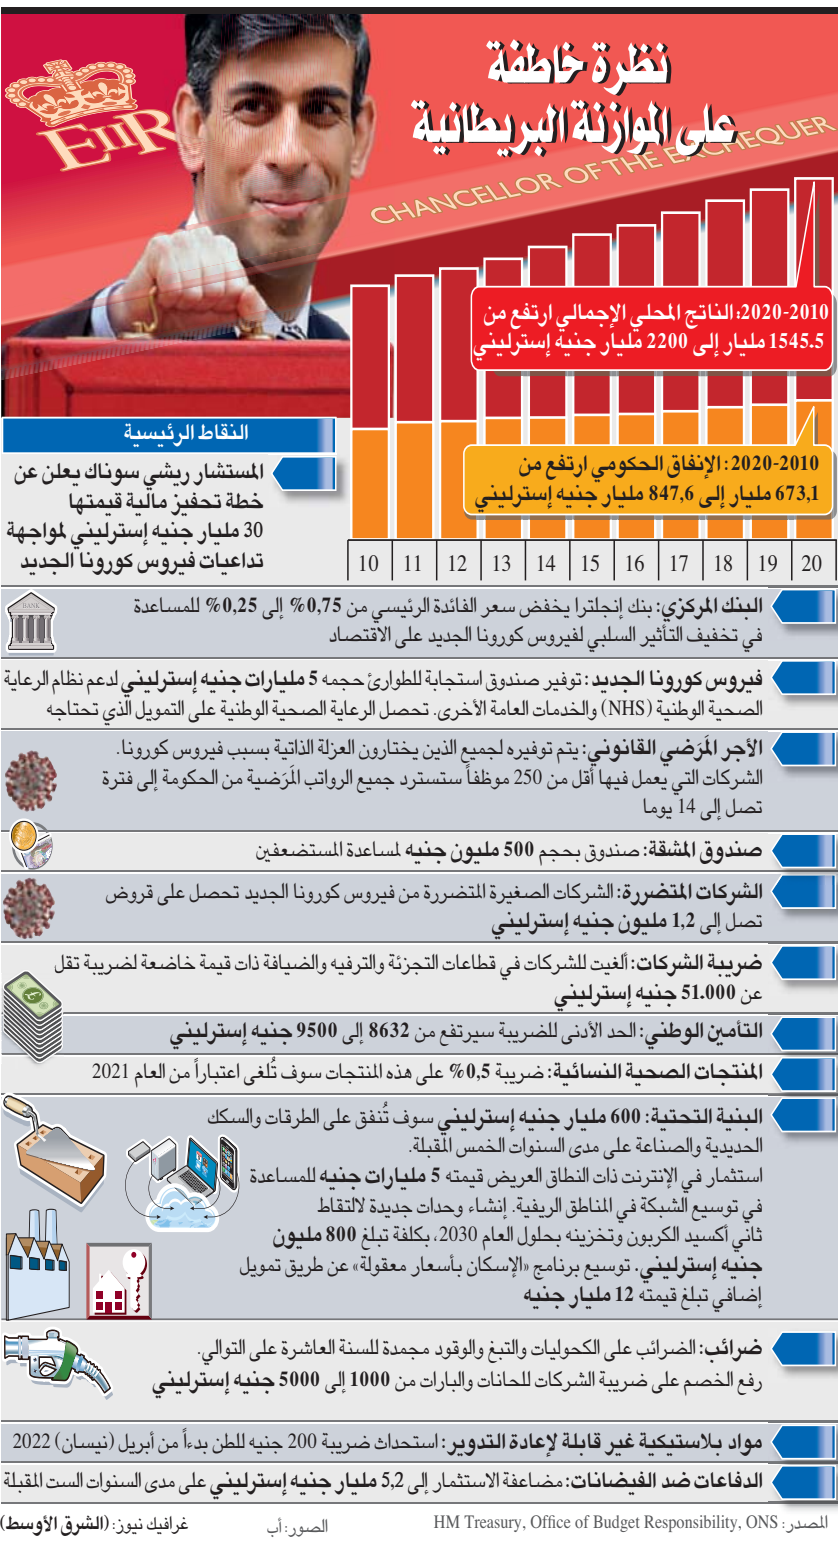 نظرة خاطفة
على الموازنة البريطانية
EIIR
CHANCELLOR OF THE EXCHEQUER
2010-2020: الناتج المحلي الإجمالي ارتفع من
1545.5 مليار إلى 2200 مليار جنيه إسترليني
2010-2020: الإنفاق الحكومي ارتفع من
673,1 مليار إلى 847,6 مليار جنيه إسترليني
10 11 12 13 14 15 16 17 18 19 20
النقاط الرئيسية
المستشار ريشي سوناك يعلن عن
خطة تحفيز مالية قيمتها
30 مليار جنيه إسترليني لمواجهة
تداعيات فيروس كورونا الجديد
البنك المركزي: بنك إنجلترا يخفض سعر الفائدة الرئيسي من 0,75% إلى 0,25% للمساعدة
في تخفيف التأثير السلبي لفيروس كورونا الجديد على الاقتصاد
BANK
فيروس كورونا الجديد: توفير صندوق استجابة للطوارئ حجمه 5 مليارات جنيه إسترليني لدعم نظام الرعاية
الصحية الوطنية (NHS) والخدمات العامة الأخرى. تحصل الرعاية الصحية الوطنية على التمويل الذي تحتاجه
الأجر المَرَضي القانوني: يتم توفيره لجميع الذين يختارون العزلة الذاتية بسبب فيروس كورونا.
الشركات التي يعمل فيها أقل من 250 موظفاً ستسترد جميع الرواتب المَرَضية من الحكومة إلى فترة
تصل إلى 14 يوما
صندوق المشقة: صندوق بحجم 500 مليون جنيه لمساعدة المستضعفين
الشركات المتضررة: الشركات الصغيرة المتضررة من فيروس كورونا الجديد تحصل على قروض
تصل إلى 1,2 مليون جنيه إسترليني
ضريبة الشركات: ألغيت للشركات في قطاعات التجزئة والترفيه والضيافة ذات قيمة خاضعة لضريبة تقل
عن 51.000 جنيه إسترليني
التأمين الوطني: الحد الأدنى للضريبة سيرتفع من 8632 إلى 9500 جنيه إسترليني
المنتجات الصحية النسائية: ضريبة 0,5% على هذه المنتجات سوف تُلغى اعتباراً من العام 2021
البنية التحتية: 600 مليار جنيه إسترليني سوف تُنفق على الطرقات والسكك
الحديدية والصناعة على مدى السنوات الخمس المقبلة.
استثمار في الإنترنت ذات النطاق العريض قيمته 5 مليارات جنيه للمساعدة
في توسيع الشبكة في المناطق الريفية. إنشاء وحدات جديدة لالتقاط
ثاني أكسيد الكربون وتخزينه بحلول العام 2030، بكلفة تبلغ 800 مليون
جنيه إسترليني. توسيع برنامج «الإسكان بأسعار معقولة» عن طريق تمويل
إضافي تبلغ قيمته 12 مليار جنيه
ضرائب: الضرائب على الكحوليات والتبغ والوقود مجمدة للسنة العاشرة على التوالي.
رفع الخصم على ضريبة الشركات للحانات والبارات من 1000 إلى 5000 جنيه إسترليني
مواد بلاستيكية غير قابلة لإعادة التدوير: استحداث ضريبة 200 جنيه للطن بدءاً من أبريل (نيسان) 2022
الدفاعات ضد الفيضانات: مضاعفة الاستثمار إلى 5,2 مليار جنيه إسترليني على مدى السنوات الست المقبلة
المصدر: HM Treasury, Office of Budget Responsibility, ONS
الصور: أب
غرافيك نيوز: (الشرق الأوسط)